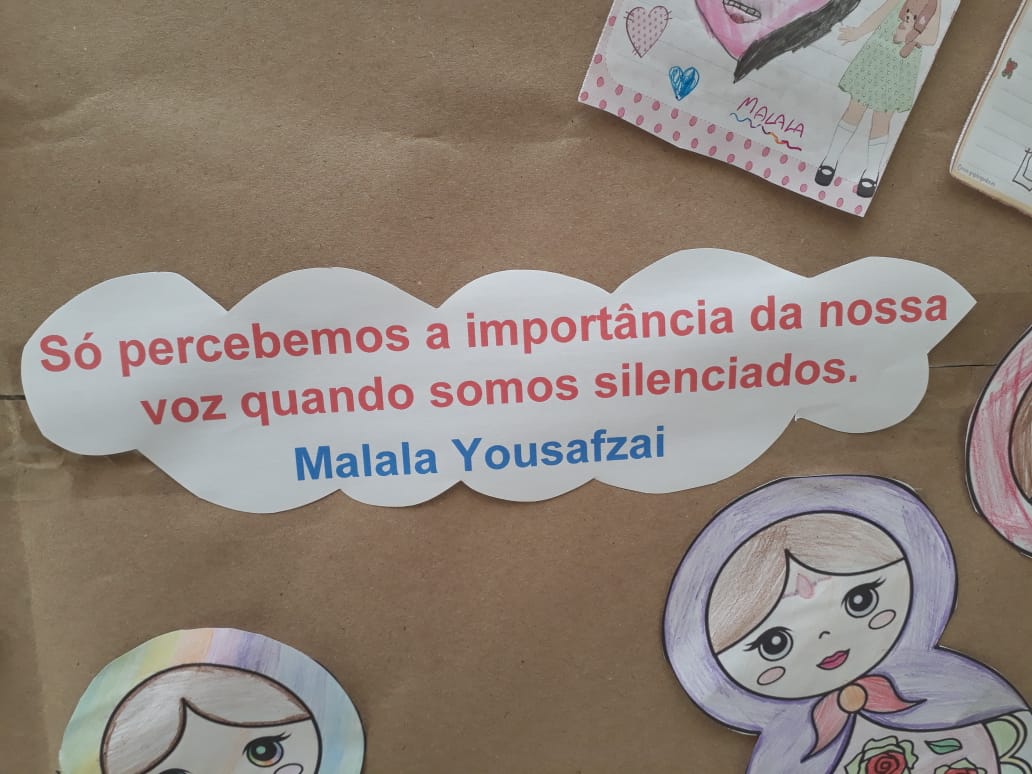 MALALA
Só percebemos a importância da nossa
voz quando somos silenciados.
Malala Yousafzai